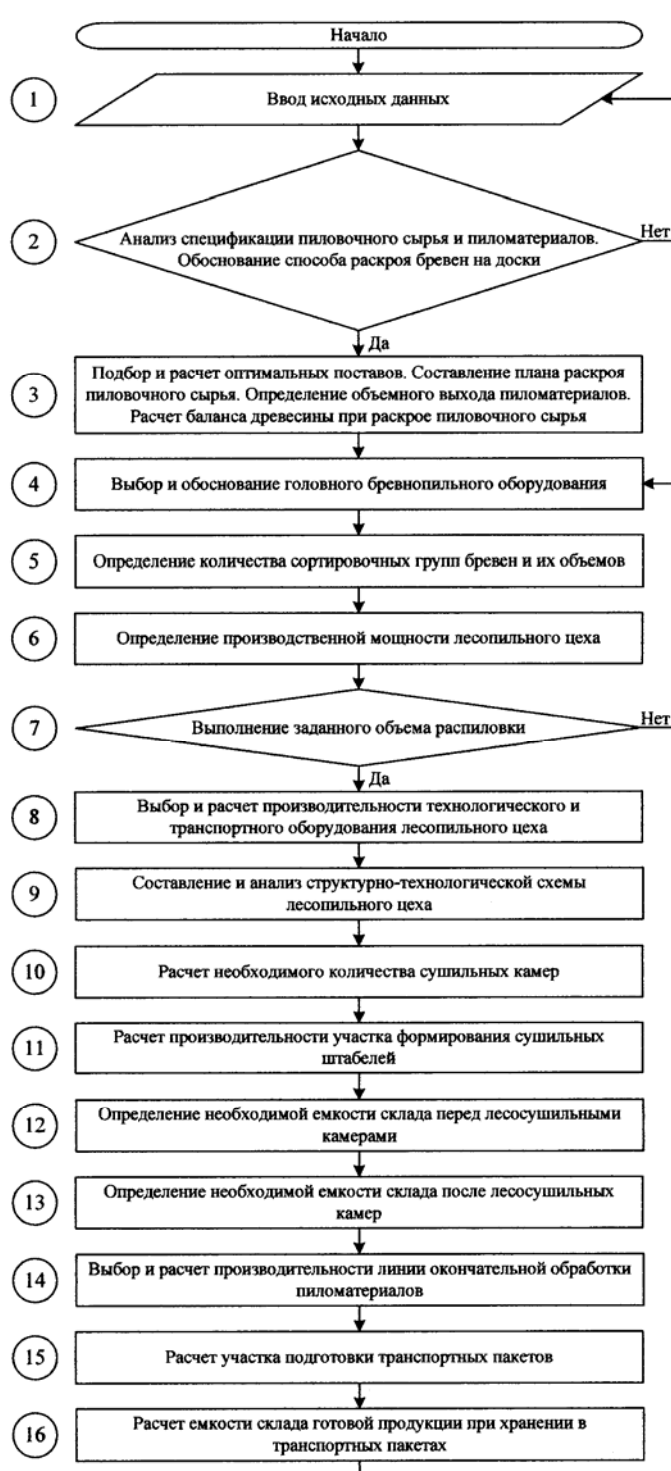 Начало
1
Ввод исходных данных
2
Анализ спецификации пиловочного сырья и пиломатериалов.
Обоснование способа раскроя бревен на доски
Нет
Да
3
Подбор и расчет оптимальных поставов. Составление плана раскроя
пиловочного сырья. Определение объемного выхода пиломатериалов.
Расчет баланса древесины при раскрое пиловочного сырья
4
Выбор и обоснование головного бревнопильного оборудования
5
Определение количества сортировочных групп бревен и их объемов
6
Определение производственной мощности лесопильного цеха
7
Выполнение заданного объема распиловки
Нет
Да
8
Выбор и расчет производительности технологического и
транспортного оборудования лесопильного цеха
9
Составление и анализ структурно-технологической схемы
лесопильного цеха
10
Расчет необходимого количества сушильных камер
11
Расчет производительности участка формирования сушильных
штабелей
12
Определение необходимой емкости склада перед лесосушильными
камерами
13
Определение необходимой емкости склада после лесосушильных
камер
14
Выбор и расчет производительности линии окончательной обработки
пиломатериалов
15
Расчет участка подготовки транспортных пакетов
16
Расчет емкости склада готовой продукции при хранении в
транспортных пакетах